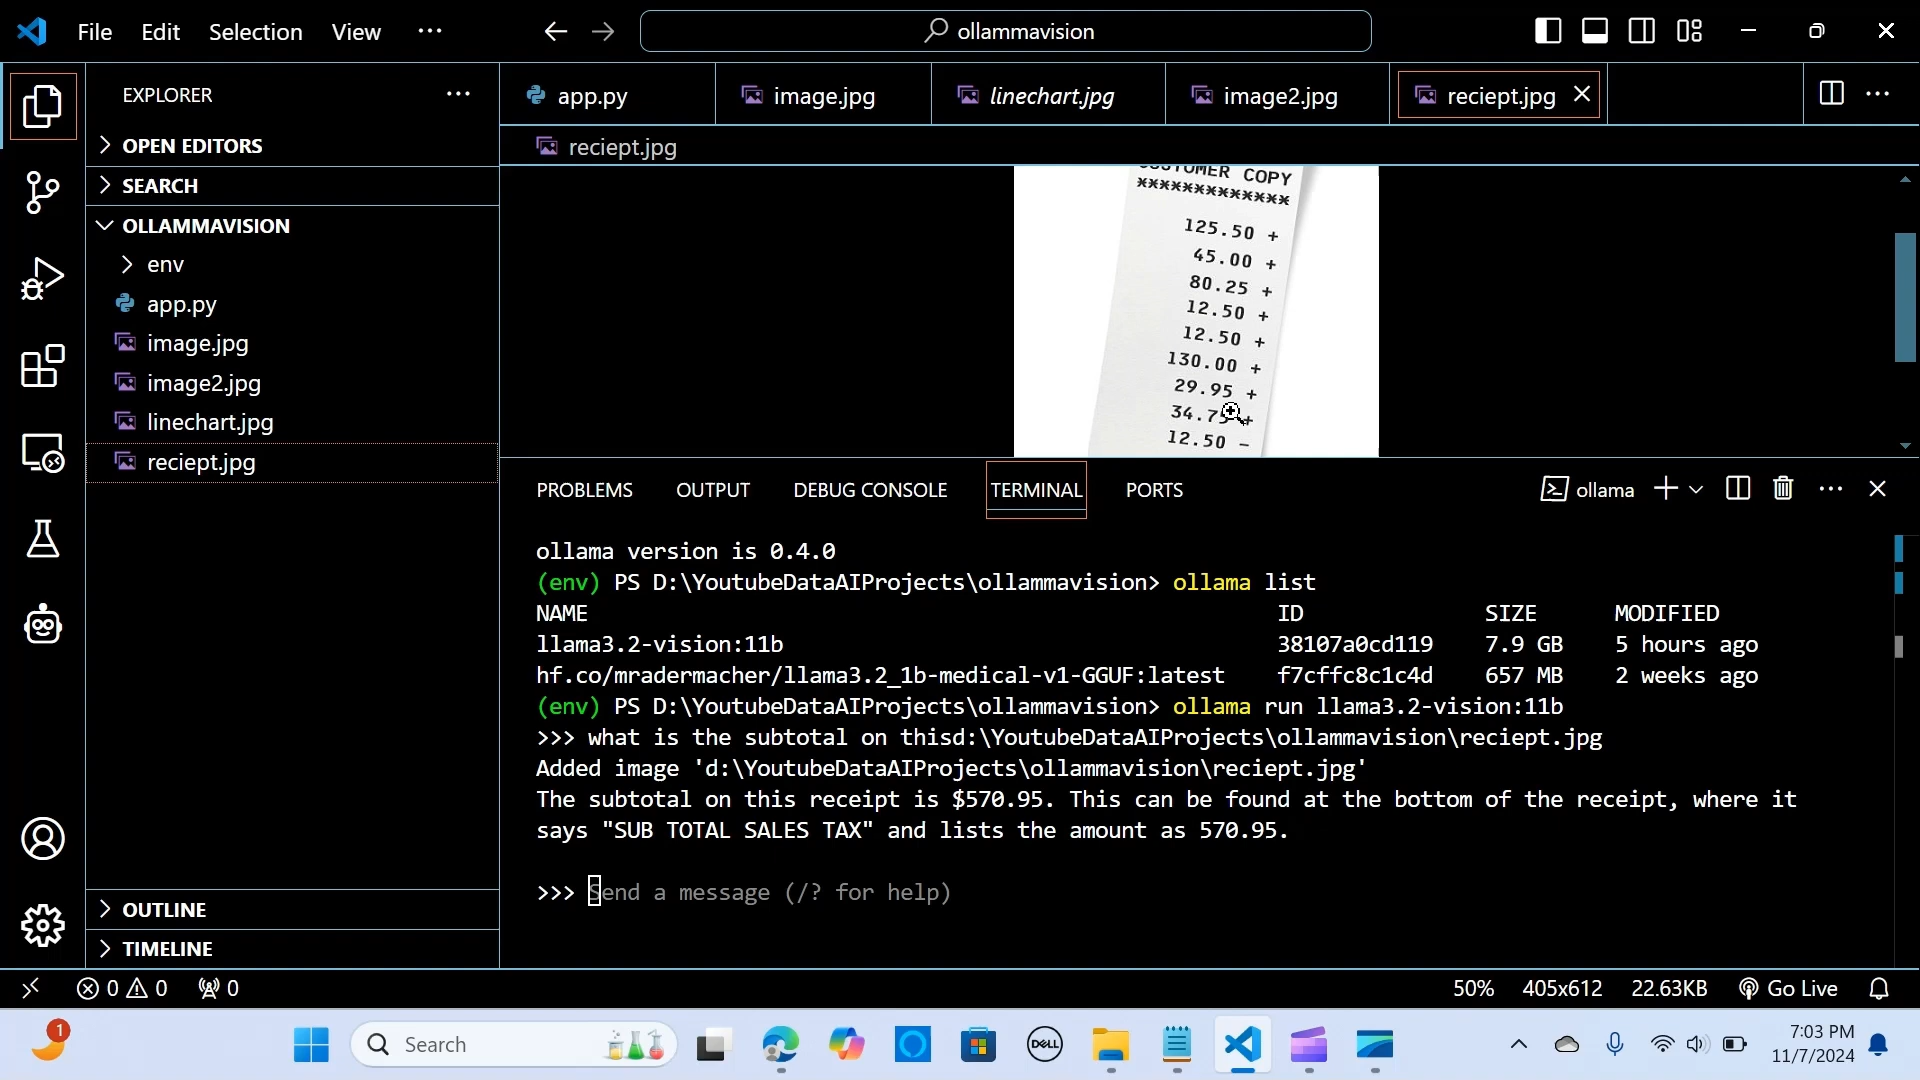 File Edit Selection View ··· ollammavision
EXPLORER ···
OPEN EDITORS
SEARCH
OLLAMMAVISION
env
app.py
image.jpg
image2.jpg
linechart.jpg
reciept.jpg
OUTLINE
TIMELINE
app.py image.jpg linechart.jpg image2.jpg reciept.jpg
reciept.jpg
CUSTOMER COPY
*************
125.50 +
45.00 +
80.25 +
12.50 +
12.50 +
130.00 +
29.95 +
34.75 +
12.50 -
PROBLEMS OUTPUT DEBUG CONSOLE TERMINAL PORTS ollama
ollama version is 0.4.0
(env) PS D:\YoutubeDataAIProjects\ollammavision> ollama list
NAME ID SIZE MODIFIED
llama3.2-vision:11b 38107a0cd119 7.9 GB 5 hours ago
hf.co/mradermacher/llama3.2_1b-medical-v1-GGUF:latest f7cffc8c1c4d 657 MB 2 weeks ago
(env) PS D:\YoutubeDataAIProjects\ollammavision> ollama run llama3.2-vision:11b
>>> what is the subtotal on thisd:\YoutubeDataAIProjects\ollammavision\reciept.jpg
Added image 'd:\YoutubeDataAIProjects\ollammavision\reciept.jpg'
The subtotal on this receipt is $570.95. This can be found at the bottom of the receipt, where it
says "SUB TOTAL SALES TAX" and lists the amount as 570.95.
>>> Send a message (/? for help)
0 0 0 50% 405x612 22.63KB Go Live
1 Search DELL 7:03 PM
11/7/2024